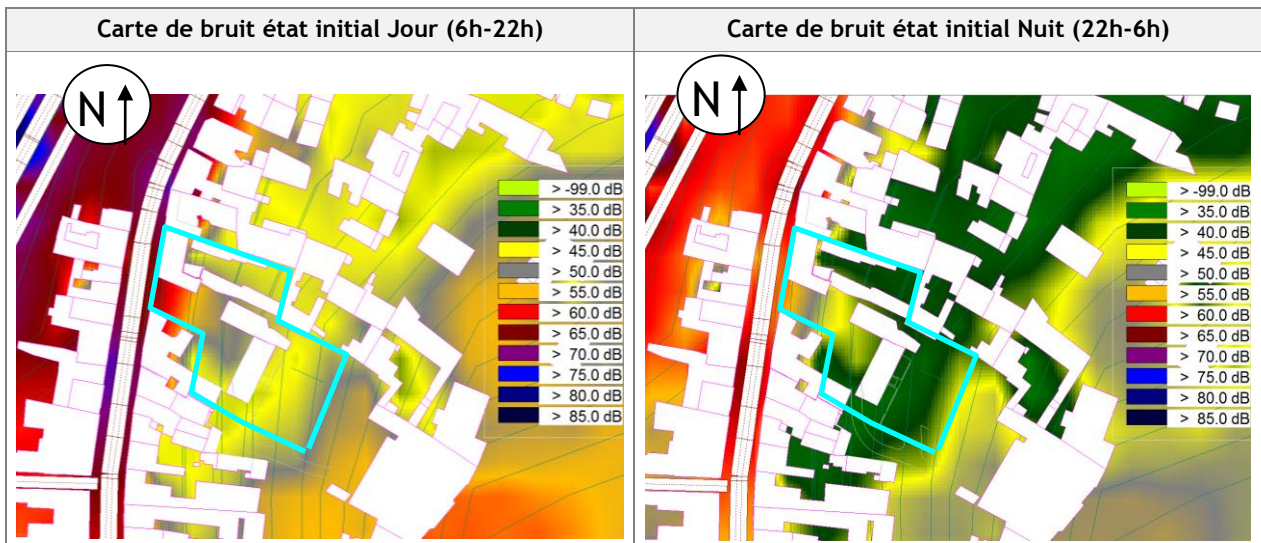 Carte de bruit état initial Jour (6h-22h)
Carte de bruit état initial Nuit (22h-6h)
N
> -99.0 dB
> 35.0 dB
> 40.0 dB
> 45.0 dB
> 50.0 dB
> 55.0 dB
> 60.0 dB
> 65.0 dB
> 70.0 dB
> 75.0 dB
> 80.0 dB
> 85.0 dB
N
> -99.0 dB
> 35.0 dB
> 40.0 dB
> 45.0 dB
> 50.0 dB
> 55.0 dB
> 60.0 dB
> 65.0 dB
> 70.0 dB
> 75.0 dB
> 80.0 dB
> 85.0 dB